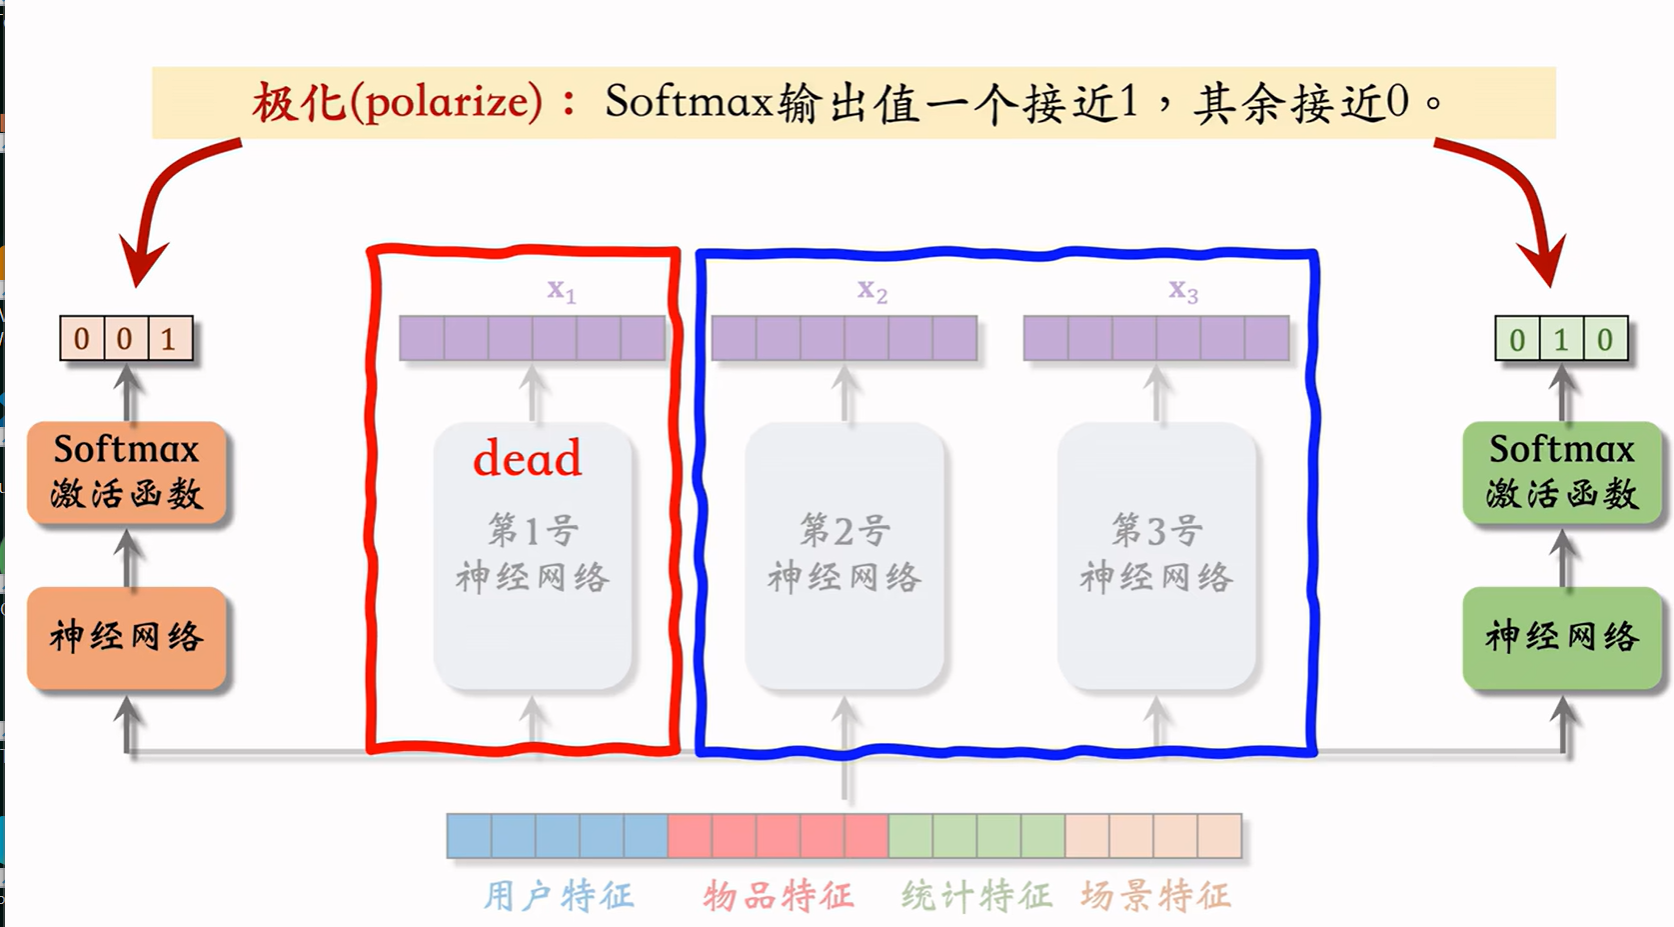 极化(polarize)：Softmax输出值一个接近1，其余接近0。
x₁
x₂
x₃
0 0 1
0 1 0
Softmax
激活函数
dead
第1号
神经网络
第2号
神经网络
第3号
神经网络
Softmax
激活函数
神经网络
神经网络
用户特征
物品特征
统计特征
场景特征